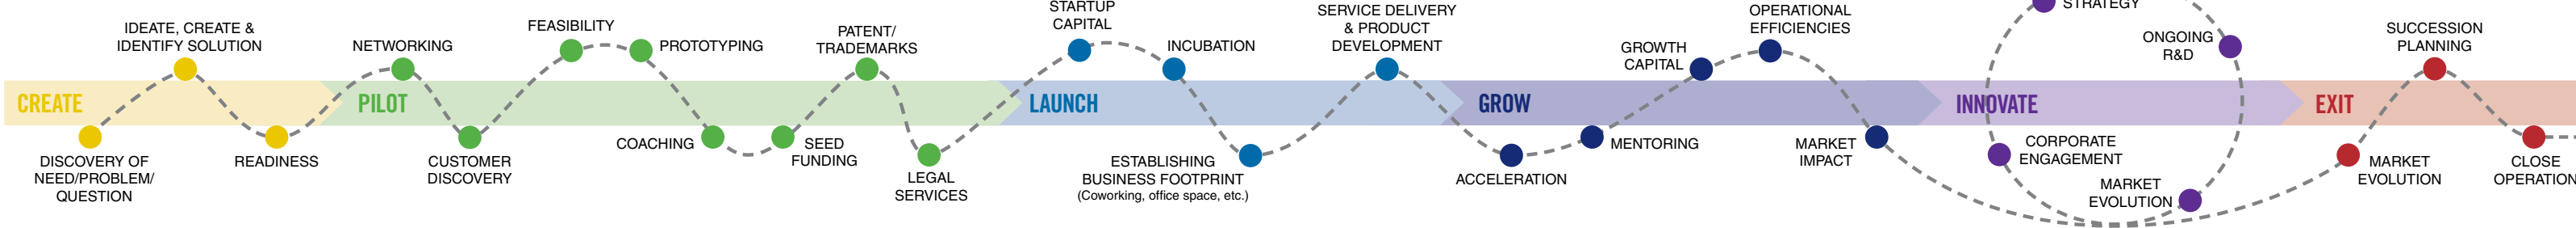 CREATE
DISCOVERY OF
NEED/PROBLEM/
QUESTION
IDEATE, CREATE &
IDENTIFY SOLUTION
READINESS
PILOT
NETWORKING
CUSTOMER
DISCOVERY
FEASIBILITY
PROTOTYPING
COACHING
SEED
FUNDING
PATENT/
TRADEMARKS
LEGAL
SERVICES
LAUNCH
STARTUP
CAPITAL
INCUBATION
ESTABLISHING
BUSINESS FOOTPRINT
(Coworking, office space, etc.)
SERVICE DELIVERY
& PRODUCT
DEVELOPMENT
GROW
ACCELERATION
MENTORING
GROWTH
CAPITAL
OPERATIONAL
EFFICIENCIES
MARKET
IMPACT
INNOVATE
STRATEGY
ONGOING
R&D
CORPORATE
ENGAGEMENT
MARKET
EVOLUTION
EXIT
MARKET
EVOLUTION
SUCCESSION
PLANNING
CLOSE
OPERATION